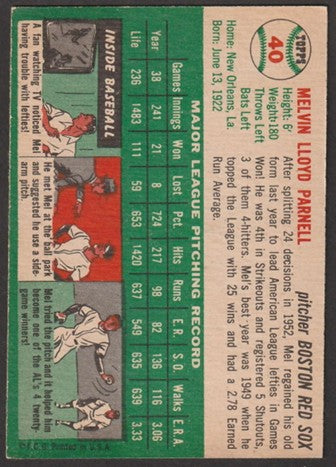 TOPPS
40
MELVIN LLOYD PARNELL
pitcher BOSTON RED SOX
Height: 6'
Weight:180
Throws Left
Bats Left
Home: New Orleans, La.
Born: June 13, 1922
After splitting 24 decisions in 1952, Mel regained his old
form last year to lead American League lefties in Games
Won! He was 4th in Strikeouts and registered 5 Shutouts,
3 of them 4-hitters. Mel's best year was 1949 when he
topped the League with 25 wins and had a 2.78 Earned
Run Average.
MAJOR LEAGUE PITCHING RECORD
Games Innings Won Lost Pct. Hits Runs E.R. S.O. Walks E.R.A.
Year 38 241 21 8 724 217 98 82 136 116 3.06
Life 236 1483 111 59 653 1420 637 549 635 637 3.33
INSIDE BASEBALL
A fan watching TV noticed Mel
having trouble with lefties!
He met Mel at the ball park
and suggested he use a side-
arm pitch.
Mel tried the pitch and it helped him
become one of the AL's 4 twenty-
game winners!
© T.C.G. Printed in U.S.A.